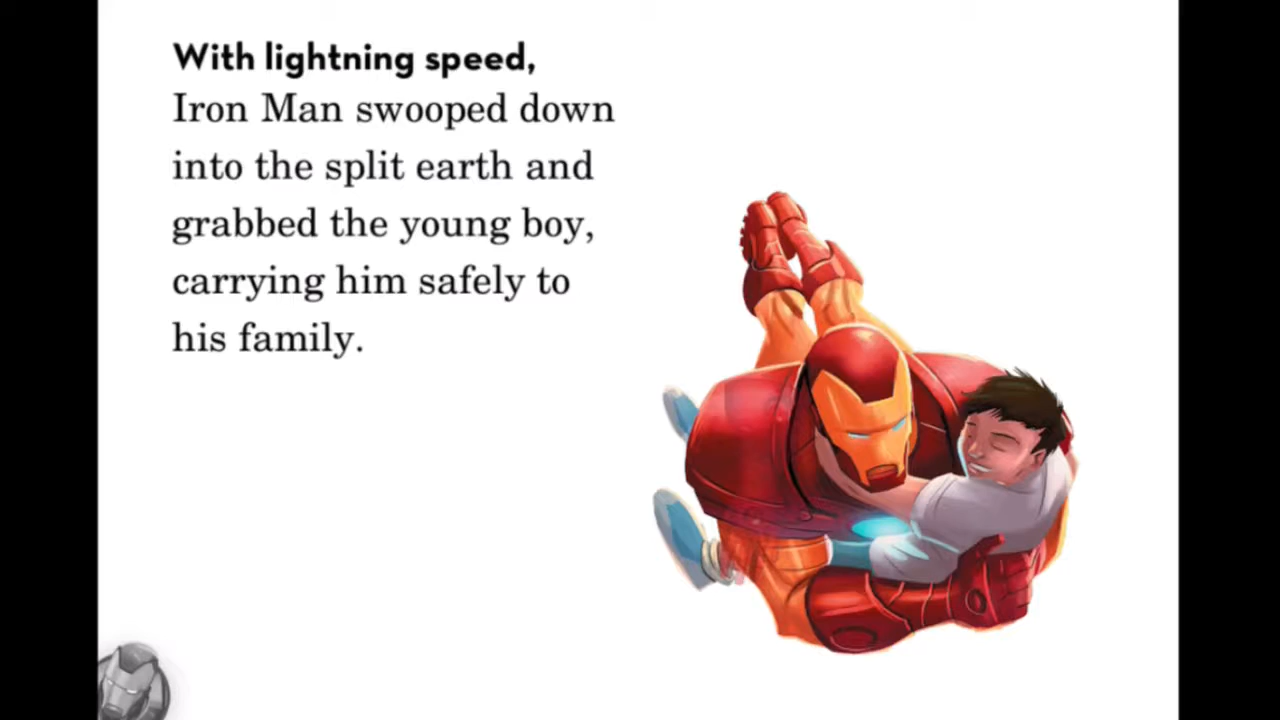 With lightning speed,
Iron Man swooped down
into the split earth and
grabbed the young boy,
carrying him safely to
his family.